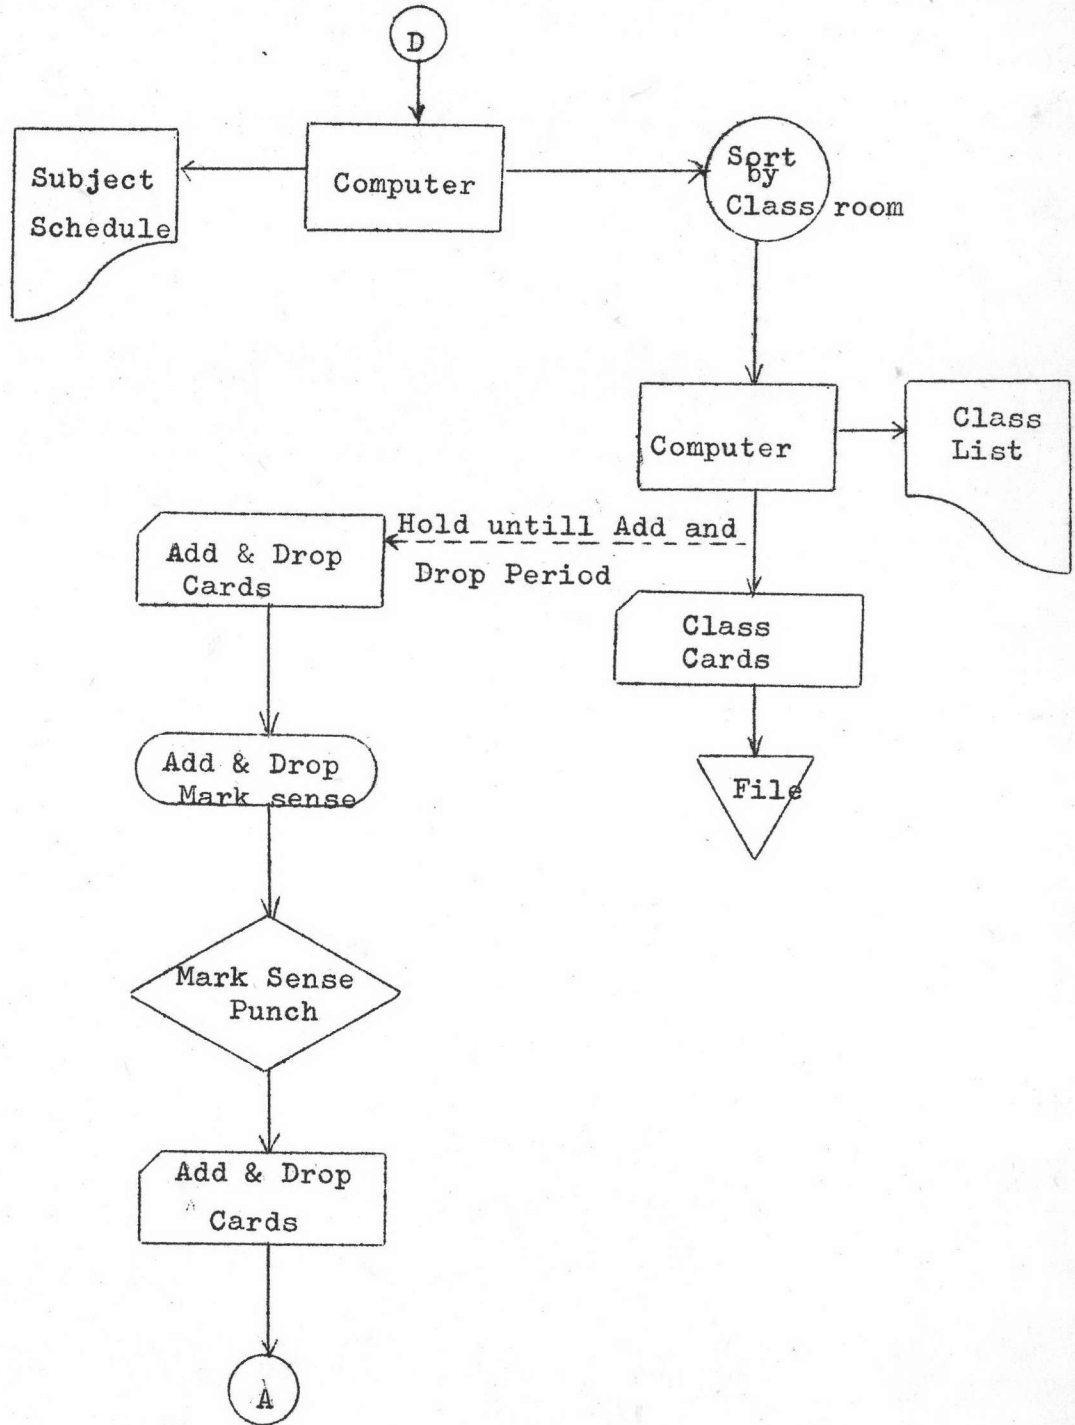 D
Subject
Schedule
Computer
Sort
by
Class room
Computer
Class
List
Hold untill Add and
Drop Period
Add & Drop
Cards
Class
Cards
Add & Drop
Mark sense
File
Mark Sense
Punch
Add & Drop
Cards
A